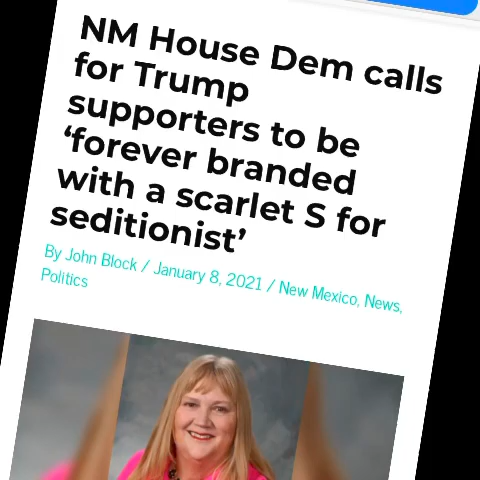 NM House Dem calls
for Trump
supporters to be
‘forever branded
with a scarlet S for
seditionist’
By John Block / January 8, 2021 / New Mexico, News,
Politics